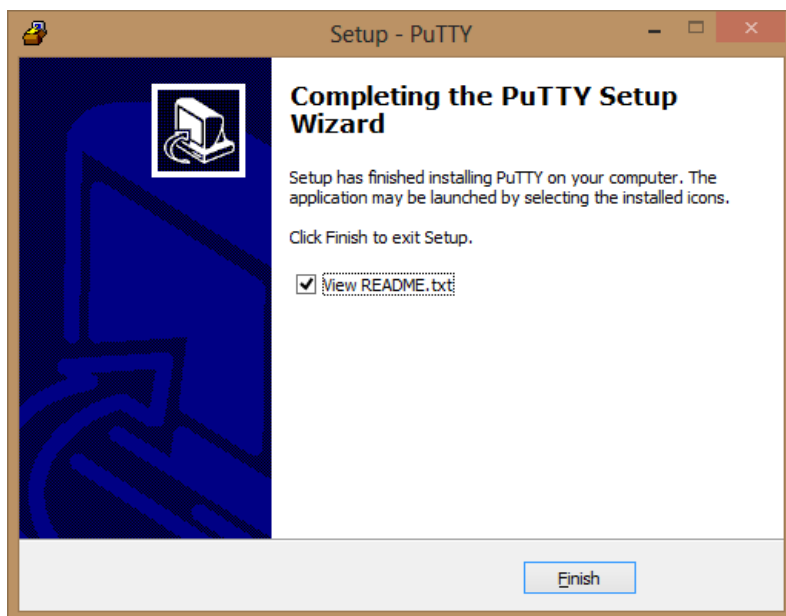 Setup - PuTTY
Completing the PuTTY Setup
Wizard
Setup has finished installing PuTTY on your computer. The
application may be launched by selecting the installed icons.
Click Finish to exit Setup.
View README.txt
Finish